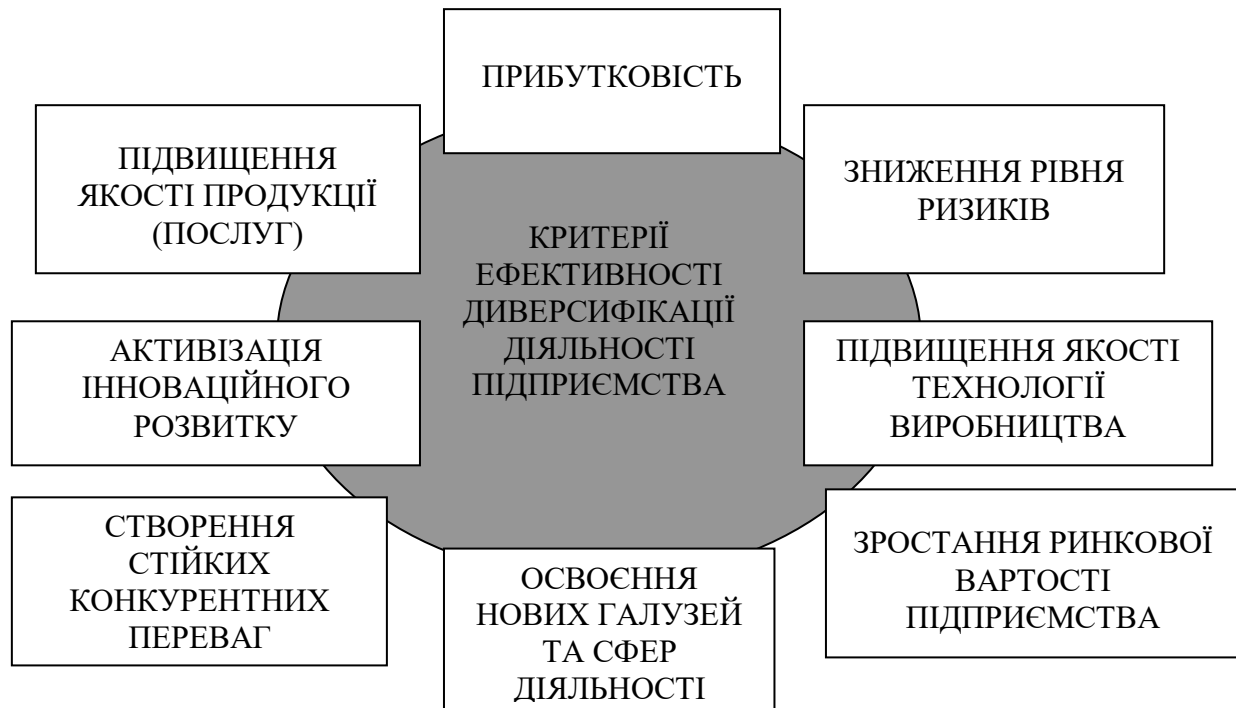 ПРИБУТКОВІСТЬ
ПІДВИЩЕННЯ
ЯКОСТІ ПРОДУКЦІЇ
(ПОСЛУГ)
ЗНИЖЕННЯ РІВНЯ
РИЗИКІВ
КРИТЕРІЇ
ЕФЕКТИВНОСТІ
ДИВЕРСИФІКАЦІЇ
ДІЯЛЬНОСТІ
ПІДПРИЄМСТВА
АКТИВІЗАЦІЯ
ІННОВАЦІЙНОГО
РОЗВИТКУ
ПІДВИЩЕННЯ ЯКОСТІ
ТЕХНОЛОГІЇ
ВИРОБНИЦТВА
СТВОРЕННЯ
СТІЙКИХ
КОНКУРЕНТНИХ
ПЕРЕВАГ
ОСВОЄННЯ
НОВИХ ГАЛУЗЕЙ
ТА СФЕР
ДІЯЛЬНОСТІ
ЗРОСТАННЯ РИНКОВОЇ
ВАРТОСТІ
ПІДПРИЄМСТВА